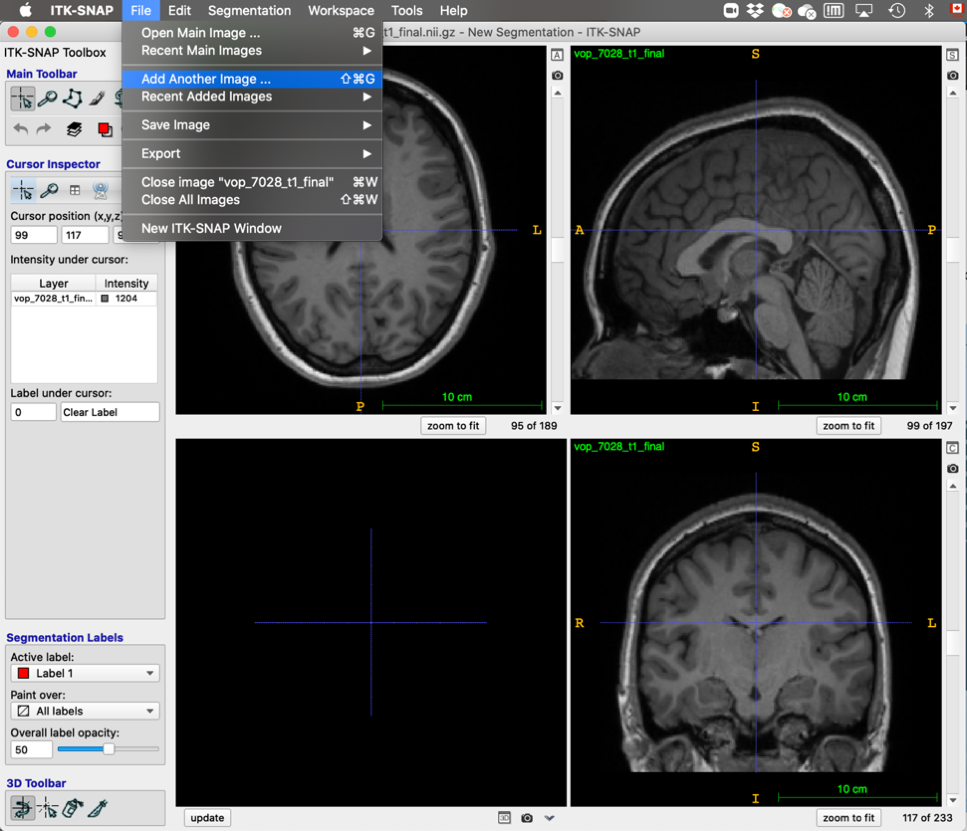 ITK-SNAP File Edit Segmentation Workspace Tools Help
t1_final.nii.gz - New Segmentation - ITK-SNAP
ITK-SNAP Toolbox
Main Toolbar
Open Main Image ... ⌘G
Recent Main Images ▶
Add Another Image ... ⇧⌘G
Recent Added Images ▶
Save Image ▶
Export ▶
Close image "vop_7028_t1_final" ⌘W
Close All Images ⇧⌘W
New ITK-SNAP Window
Cursor Inspector
Cursor position (x,y,z)
99 117
Intensity under cursor:
Layer Intensity
vop_7028_t1_fin... 1204
Label under cursor:
0 Clear Label
Segmentation Labels
Active label:
Label 1
Paint over:
All labels
Overall label opacity:
50
3D Toolbar
L
P
10 cm
A
zoom to fit 95 of 189
vop_7028_t1_final
S
A
P
I
10 cm
S
zoom to fit 99 of 197
update
3D
vop_7028_t1_final
S
R
L
I
10 cm
C
zoom to fit 117 of 233